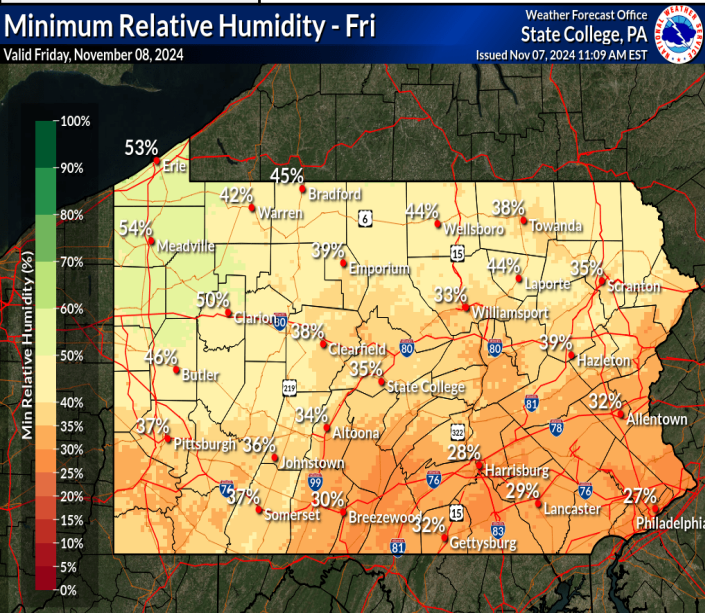 Minimum Relative Humidity - Fri
Valid Friday, November 08, 2024
Weather Forecast Office
State College, PA
Issued Nov 07, 2024 11:09 AM EST
NATIONAL WEATHER SERVICE
Min Relative Humidity (%)
100%
90%
80%
70%
60%
50%
40%
35%
30%
25%
20%
15%
10%
5%
0%
53%
Erie
45%
Bradford
42%
Warren
6
44%
Wellsboro
38%
Towanda
54%
Meadville
39%
Emporium
15
44%
Laporte
35%
Scranton
50%
Clarion
80
33%
Williamsport
38%
Clearfield
80
80
39%
Hazleton
46%
Butler
35%
State College
219
81
32%
Allentown
37%
Pittsburgh
34%
Altoona
322
78
36%
Johnstown
28%
Harrisburg
76
99
76
76
37%
Somerset
30%
Breezewood
29%
Lancaster
27%
Philadelphia
15
32%
Gettysburg
83
81